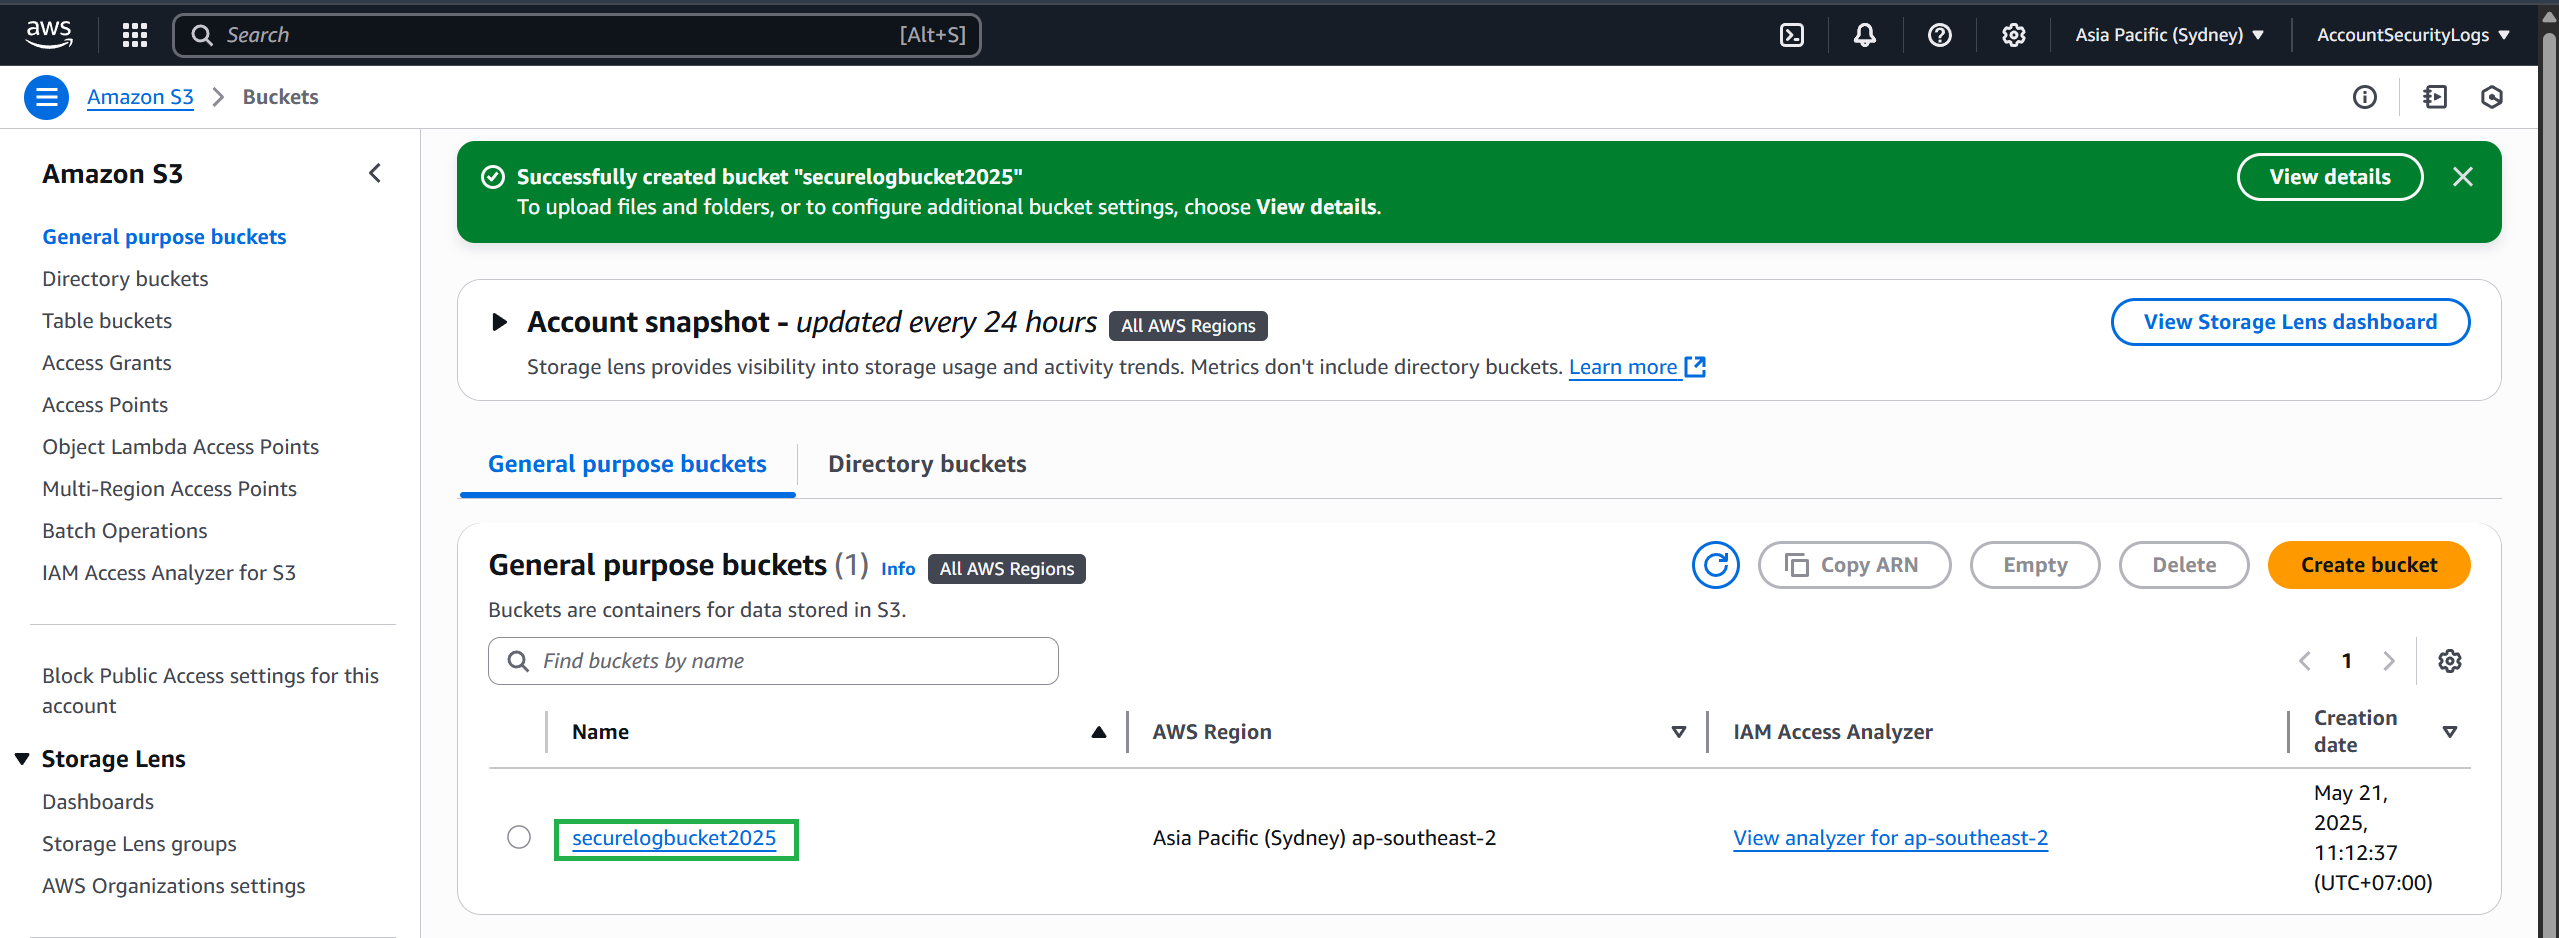 aws
Search
[Alt+S]
Asia Pacific (Sydney)
AccountSecurityLogs
Amazon S3
Buckets
Amazon S3
General purpose buckets
Directory buckets
Table buckets
Access Grants
Access Points
Object Lambda Access Points
Multi-Region Access Points
Batch Operations
IAM Access Analyzer for S3
Block Public Access settings for this
account
Storage Lens
Dashboards
Storage Lens groups
AWS Organizations settings
Successfully created bucket "securelogbucket2025"
To upload files and folders, or to configure additional bucket settings, choose View details.
View details
Account snapshot - updated every 24 hours
All AWS Regions
View Storage Lens dashboard
Storage lens provides visibility into storage usage and activity trends. Metrics don't include directory buckets. Learn more
General purpose buckets
Directory buckets
General purpose buckets (1)
Info
All AWS Regions
Copy ARN
Empty
Delete
Create bucket
Buckets are containers for data stored in S3.
Find buckets by name
1
Name
AWS Region
IAM Access Analyzer
Creation
date
securelogbucket2025
Asia Pacific (Sydney) ap-southeast-2
View analyzer for ap-southeast-2
May 21,
2025,
11:12:37
(UTC+07:00)